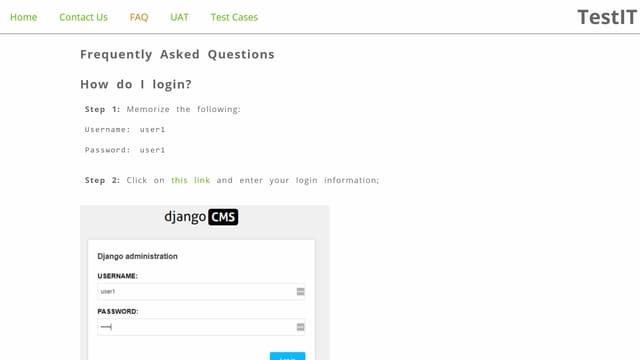 Home Contact Us FAQ UAT Test Cases TestIT
Frequently Asked Questions
How do I login?
Step 1: Memorize the following:
Username: user1
Password: user1
Step 2: Click on this link and enter your login information;
django CMS
Django administration
USERNAME:
user1
PASSWORD: